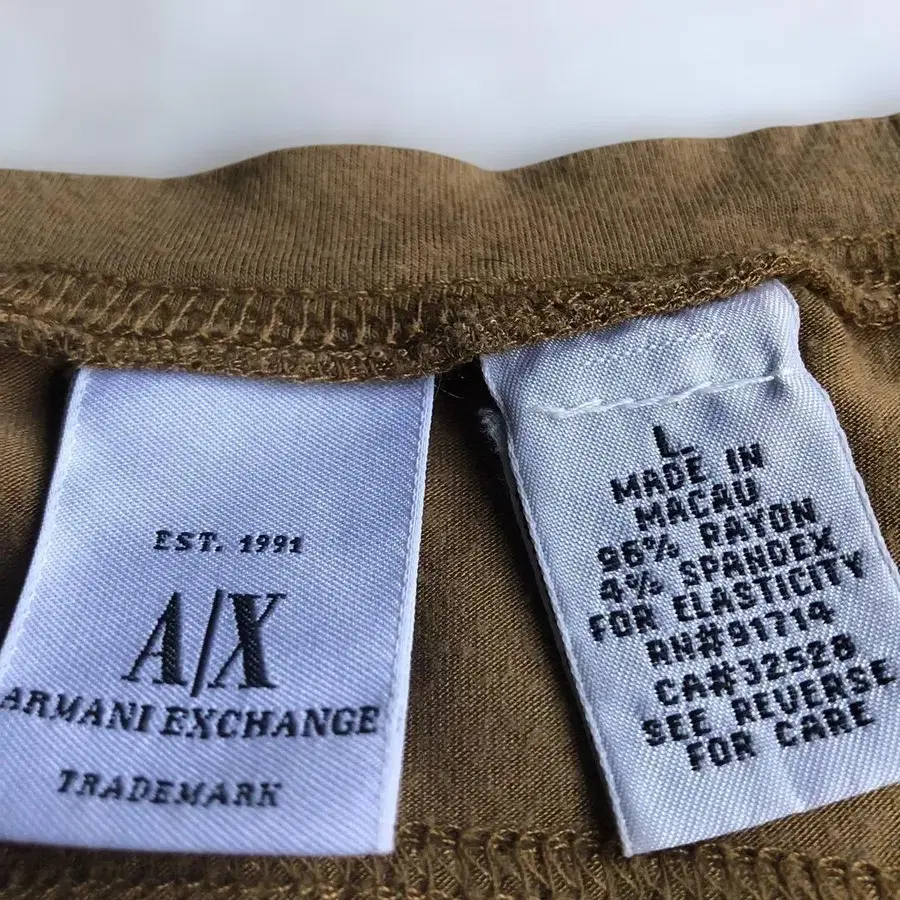 EST. 1991
A/X
ARMANI EXCHANGE
TRADEMARK
L
MADE IN
MACAU
96% RAYON
4% SPANDEX
FOR ELASTICITY
RN#91714
CA#32528
SEE REVERSE
FOR CARE